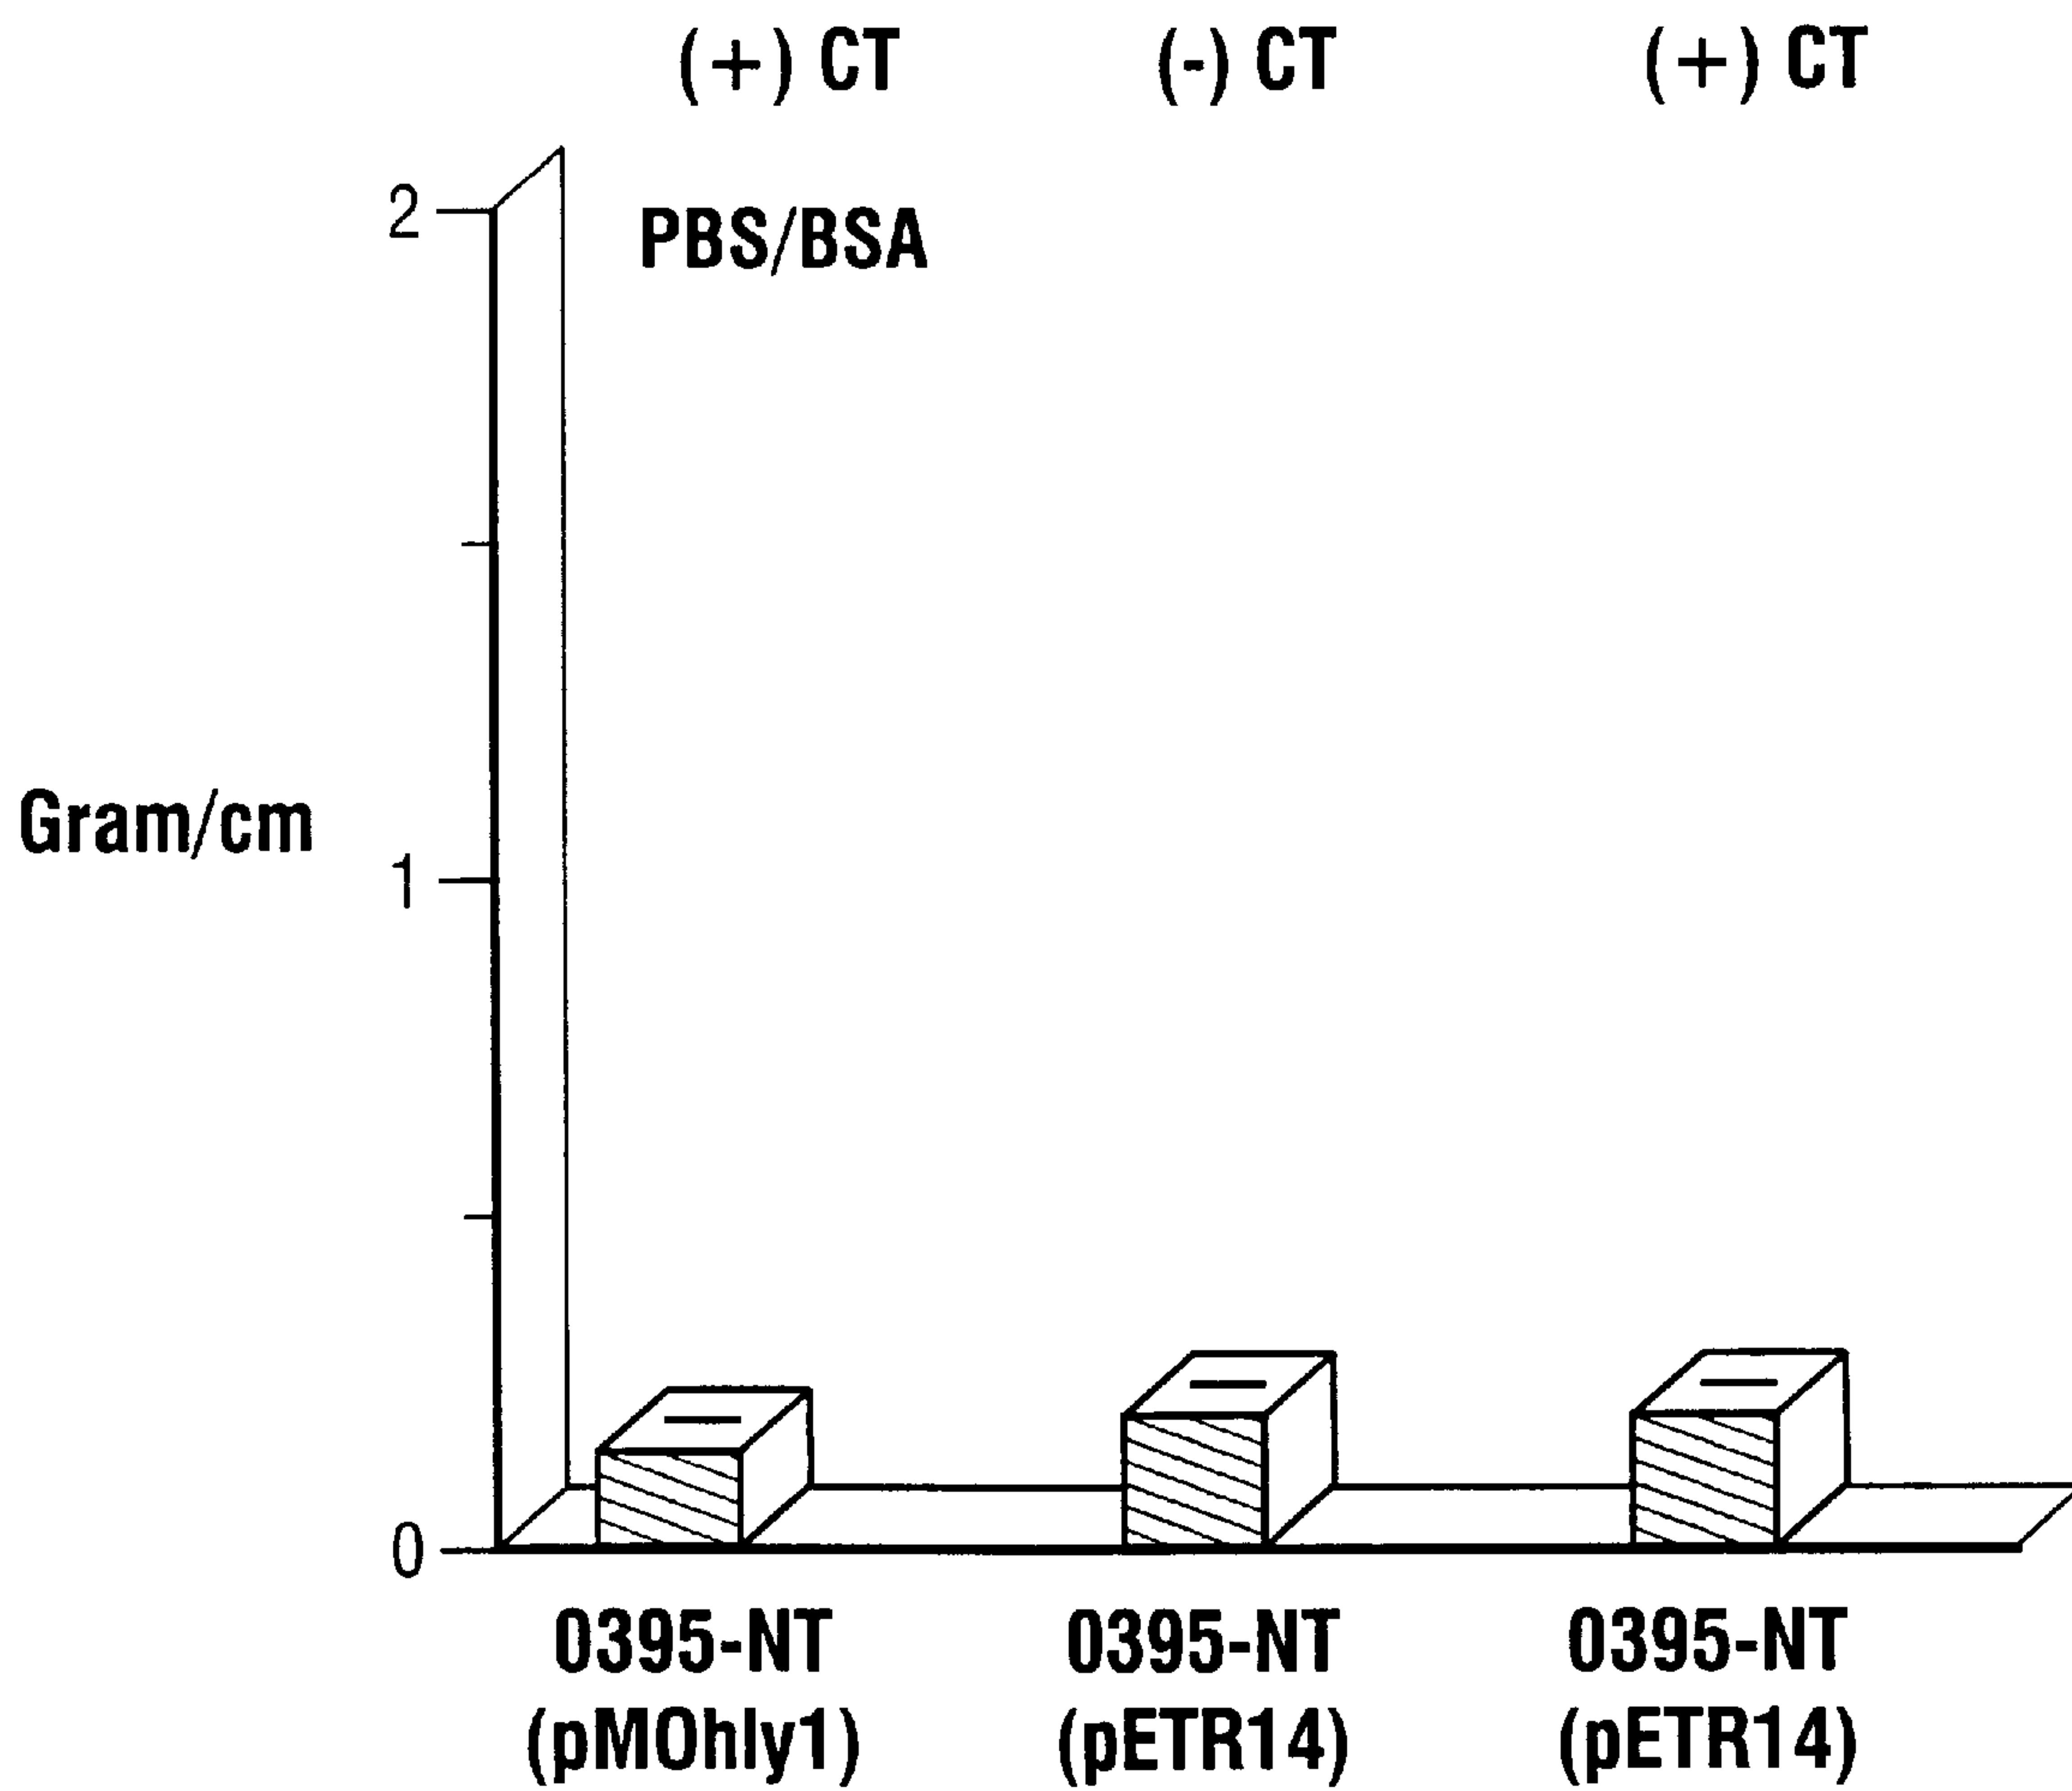 (+) CT (-) CT (+) CT
2
PBS/BSA
Gram/cm
1
0
0395-NT 0395-NT 0395-NT
(pMOhly1) (pETR14) (pETR14)